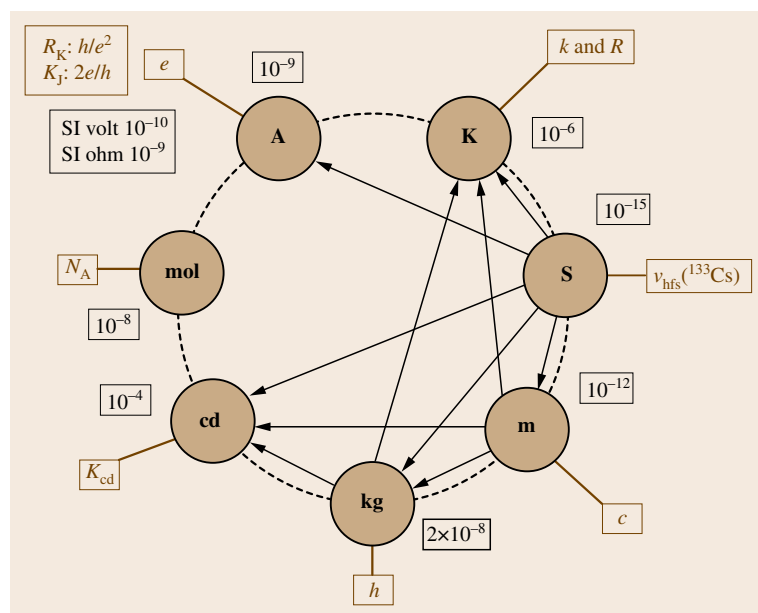 R_K: h/e²
K_J: 2e/h
e
10⁻⁹
k and R
SI volt 10⁻¹⁰
SI ohm 10⁻⁹
A
K
10⁻⁶
10⁻¹⁵
N_A
mol
S
ν_hfs(¹³³Cs)
10⁻⁸
10⁻⁴
10⁻¹²
cd
m
K_cd
kg
2×10⁻⁸
c
h